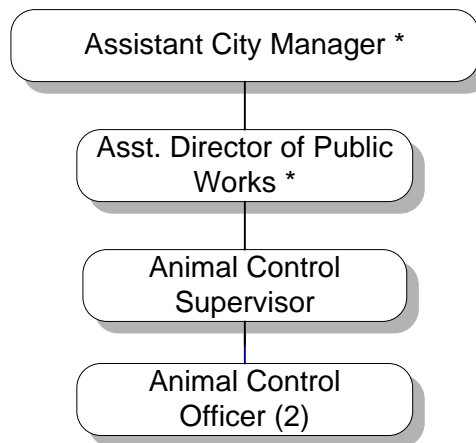 Assistant City Manager *
Asst. Director of Public
Works *
Animal Control
Supervisor
Animal Control
Officer (2)